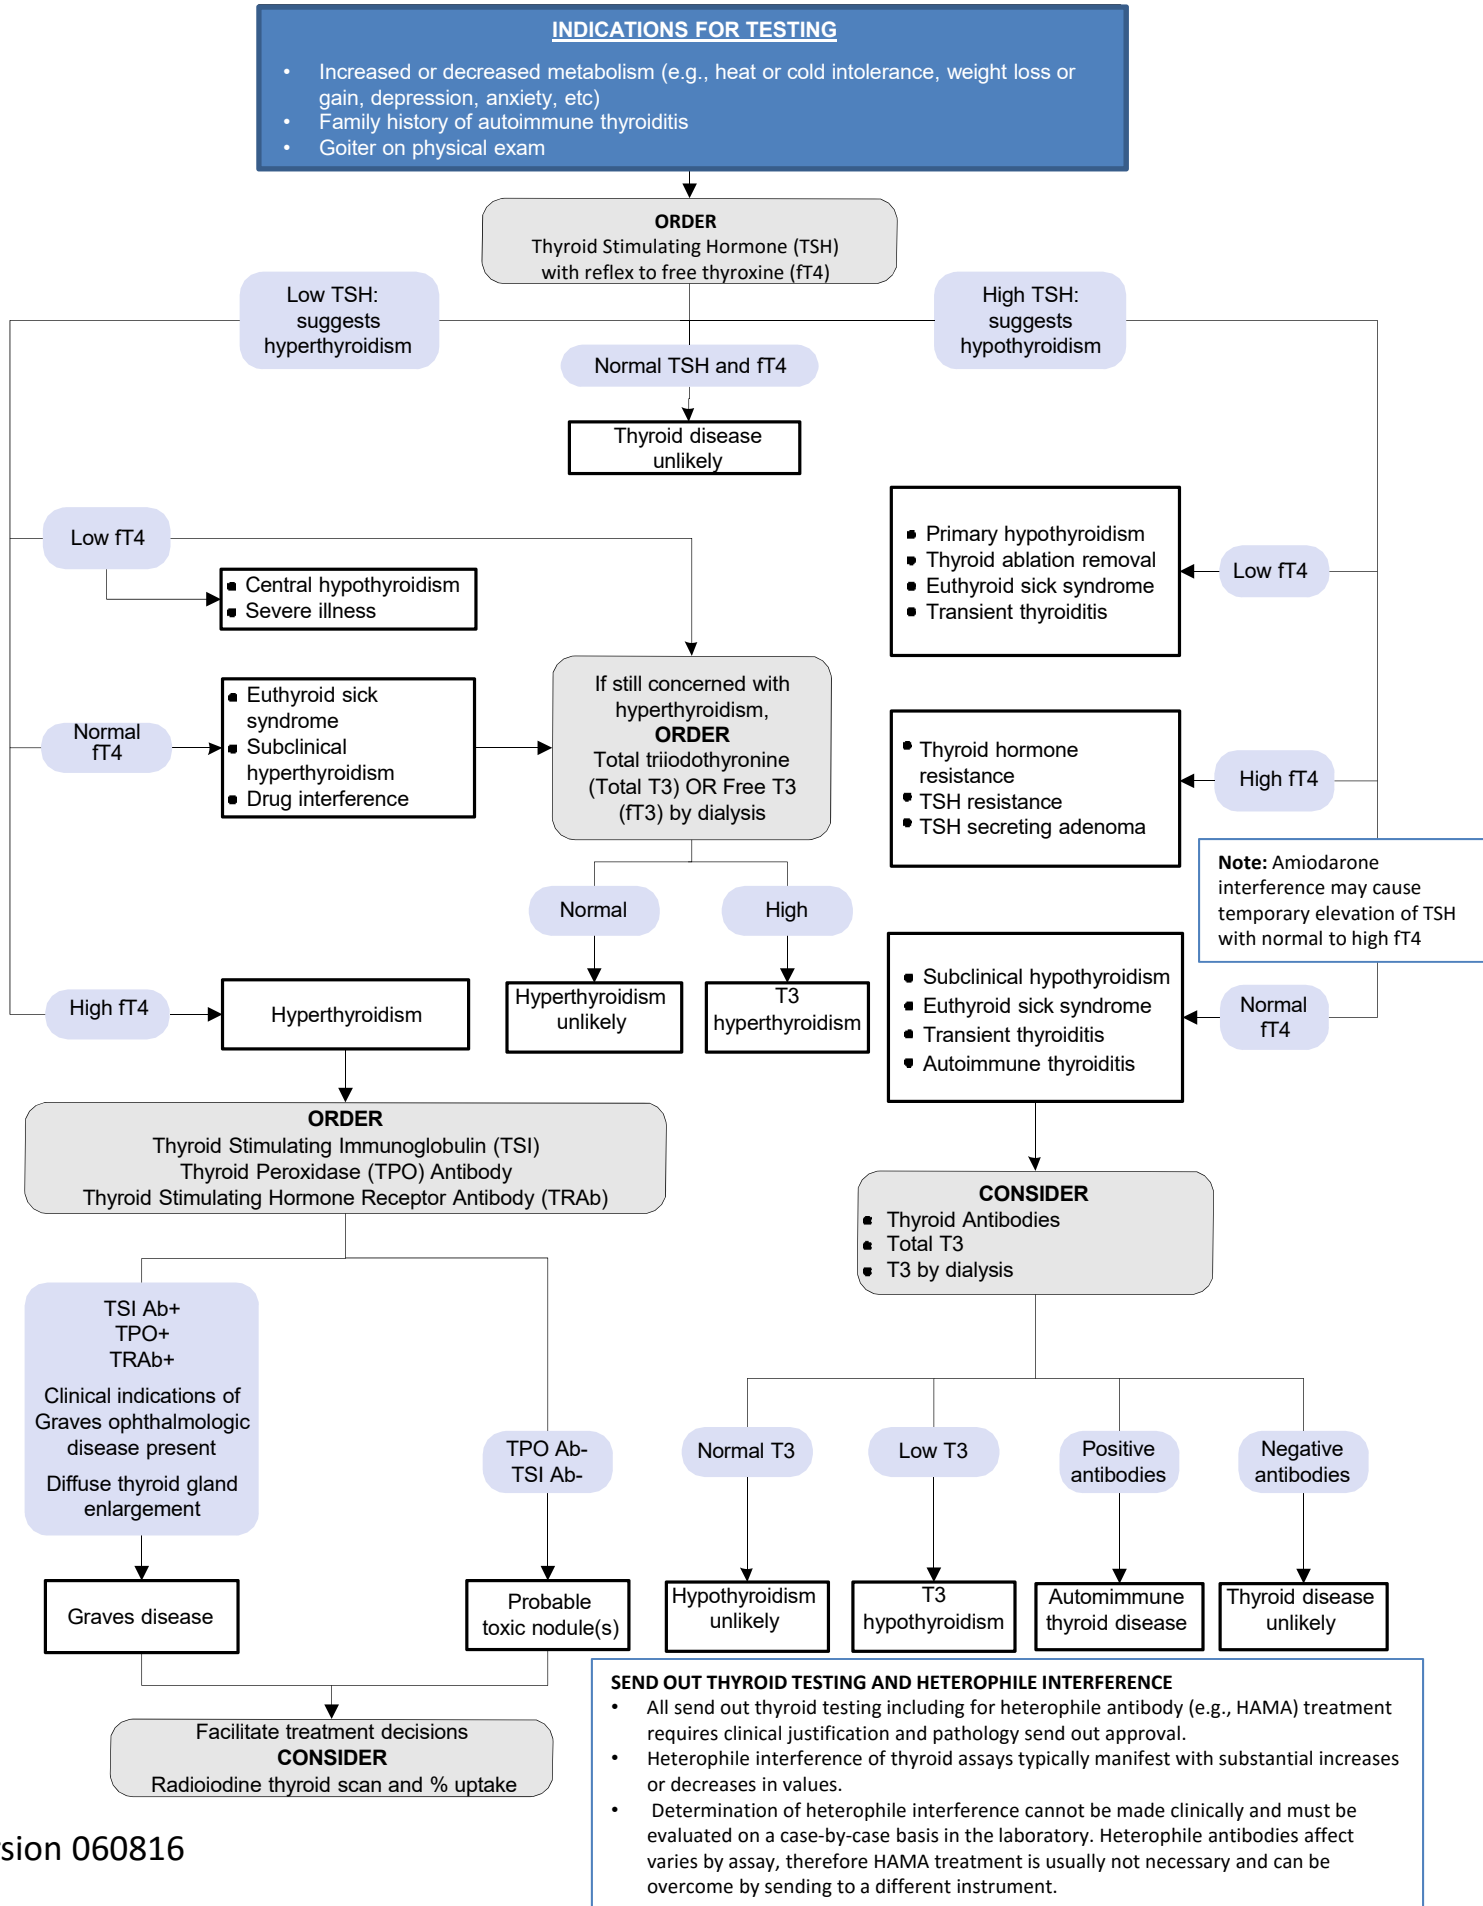 INDICATIONS FOR TESTING
• Increased or decreased metabolism (e.g., heat or cold intolerance, weight loss or
gain, depression, anxiety, etc)
• Family history of autoimmune thyroiditis
• Goiter on physical exam
ORDER
Thyroid Stimulating Hormone (TSH)
with reflex to free thyroxine (fT4)
Low TSH:
suggests
hyperthyroidism
High TSH:
suggests
hypothyroidism
Normal TSH and fT4
Thyroid disease
unlikely
Low fT4
• Central hypothyroidism
• Severe illness
• Primary hypothyroidism
• Thyroid ablation removal
• Euthyroid sick syndrome
• Transient thyroiditis
Low fT4
Normal
fT4
• Euthyroid sick
syndrome
• Subclinical
hyperthyroidism
• Drug interference
If still concerned with
hyperthyroidism,
ORDER
Total triiodothyronine
(Total T3) OR Free T3
(fT3) by dialysis
• Thyroid hormone
resistance
• TSH resistance
• TSH secreting adenoma
High fT4
Note: Amiodarone
interference may cause
temporary elevation of TSH
with normal to high fT4
Normal
High
Hyperthyroidism
unlikely
T3
hyperthyroidism
High fT4
Hyperthyroidism
• Subclinical hypothyroidism
• Euthyroid sick syndrome
• Transient thyroiditis
• Autoimmune thyroiditis
Normal
fT4
ORDER
Thyroid Stimulating Immunoglobulin (TSI)
Thyroid Peroxidase (TPO) Antibody
Thyroid Stimulating Hormone Receptor Antibody (TRAb)
CONSIDER
• Thyroid Antibodies
• Total T3
• T3 by dialysis
TSI Ab+
TPO+
TRAb+
Clinical indications of
Graves ophthalmologic
disease present
Diffuse thyroid gland
enlargement
TPO Ab-
TSI Ab-
Normal T3
Low T3
Positive
antibodies
Negative
antibodies
Graves disease
Probable
toxic nodule(s)
Hypothyroidism
unlikely
T3
hypothyroidism
Automimmune
thyroid disease
Thyroid disease
unlikely
Facilitate treatment decisions
CONSIDER
Radioiodine thyroid scan and % uptake
SEND OUT THYROID TESTING AND HETEROPHILE INTERFERENCE
• All send out thyroid testing including for heterophile antibody (e.g., HAMA) treatment
requires clinical justification and pathology send out approval.
• Heterophile interference of thyroid assays typically manifest with substantial increases
or decreases in values.
• Determination of heterophile interference cannot be made clinically and must be
evaluated on a case-by-case basis in the laboratory. Heterophile antibodies affect
varies by assay, therefore HAMA treatment is usually not necessary and can be
overcome by sending to a different instrument.
sion 060816